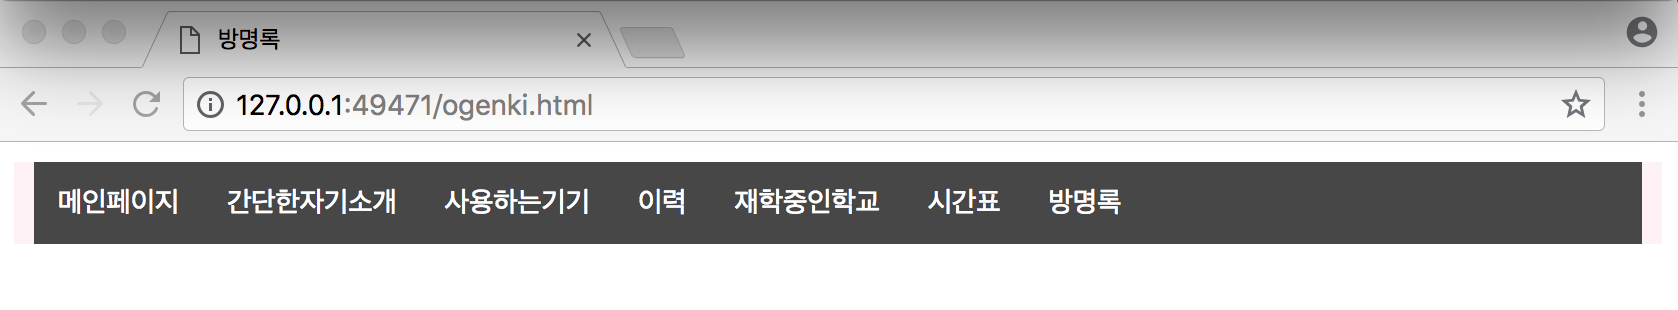 방명록
127.0.0.1:49471/ogenki.html
메인페이지 간단한자기소개 사용하는기기 이력 재학중인학교 시간표 방명록